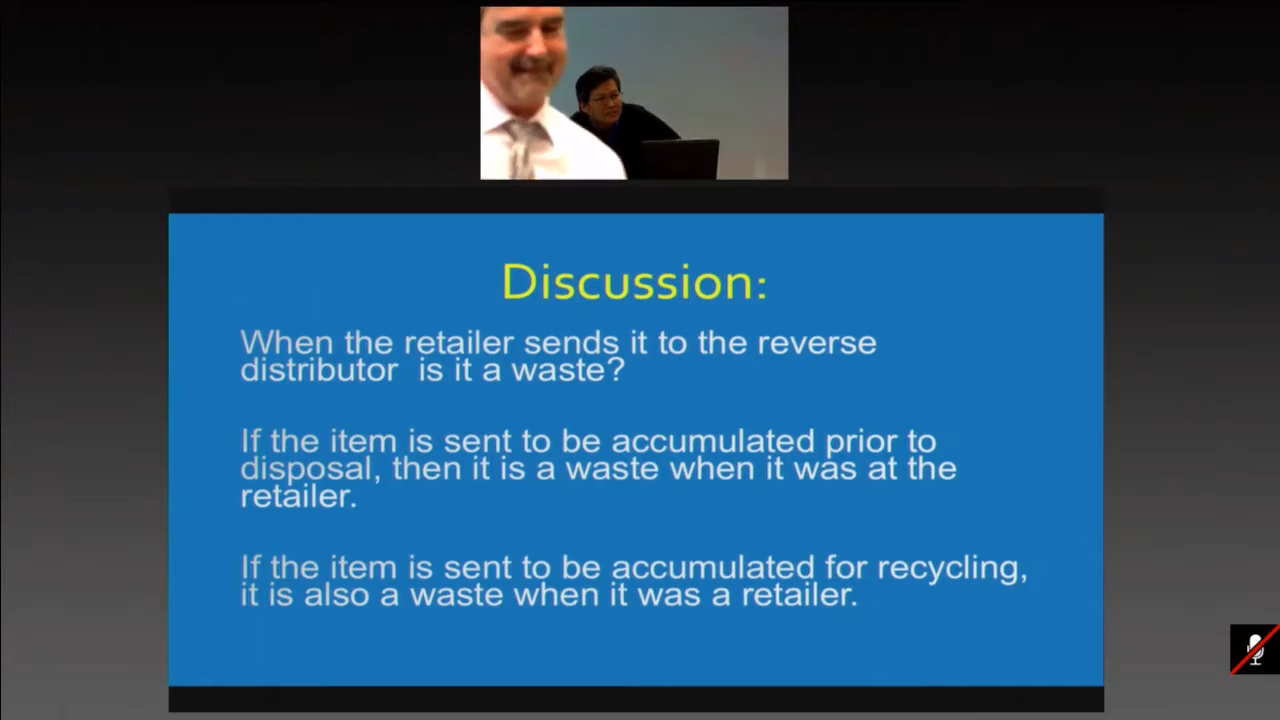 Discussion:
When the retailer sends it to the reverse
distributor  is it a waste?
If the item is sent to be accumulated prior to
disposal, then it is a waste when it was at the
retailer.
If the item is sent to be accumulated for recycling,
it is also a waste when it was a retailer.